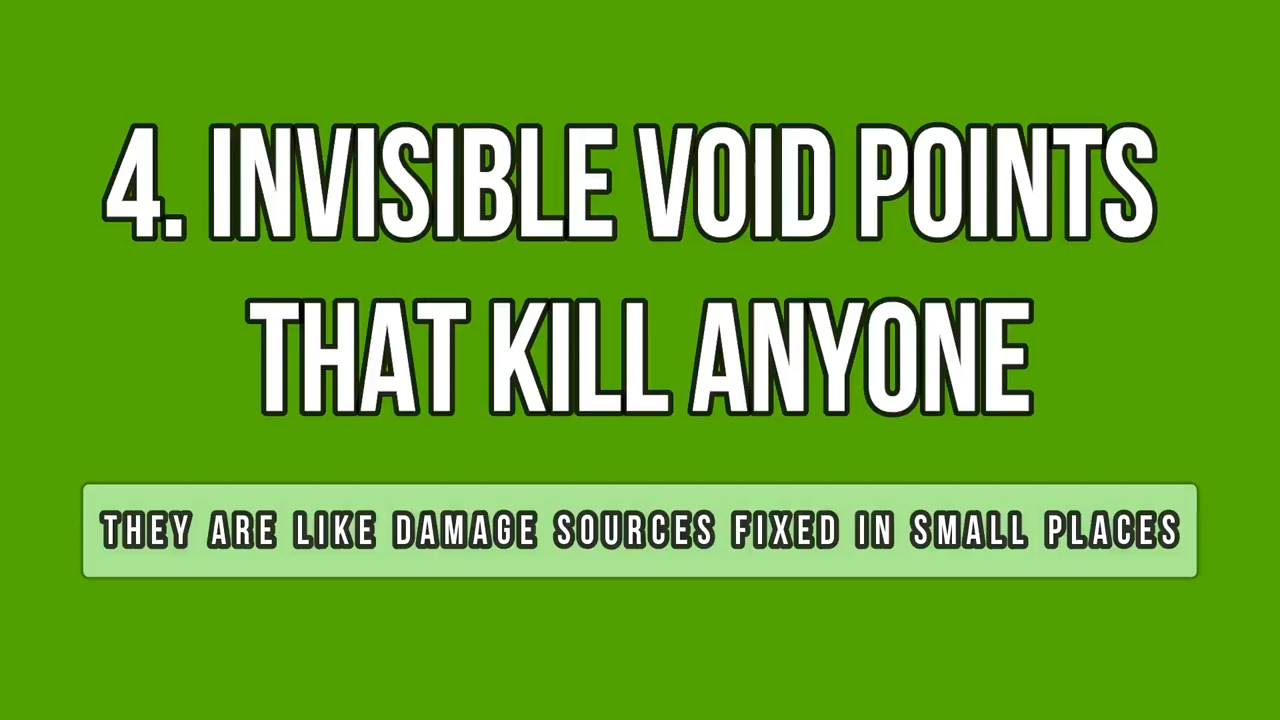 4. INVISIBLE VOID POINTS
THAT KILL ANYONE
THEY ARE LIKE DAMAGE SOURCES FIXED IN SMALL PLACES